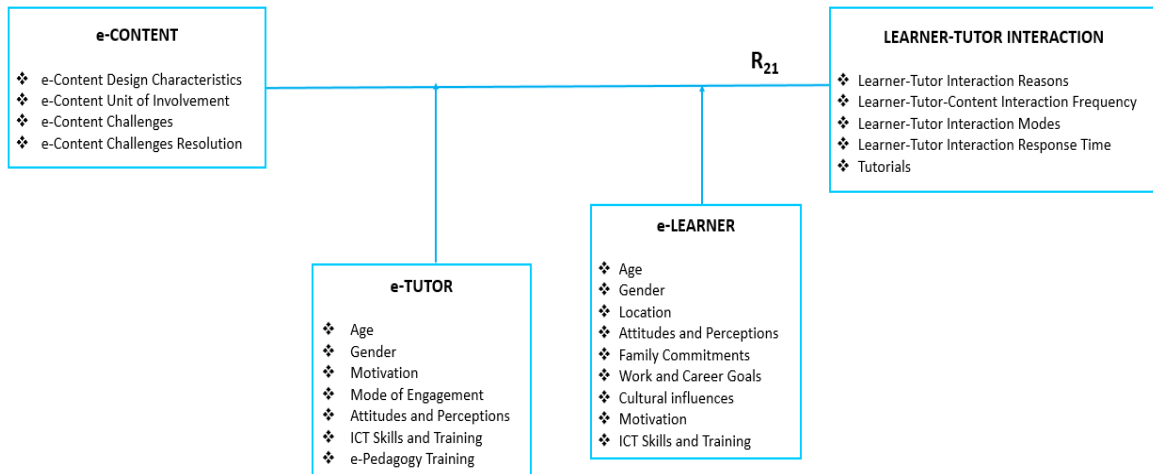 e-CONTENT
❖ e-Content Design Characteristics
❖ e-Content Unit of Involvement
❖ e-Content Challenges
❖ e-Content Challenges Resolution
R21
LEARNER-TUTOR INTERACTION
❖ Learner-Tutor Interaction Reasons
❖ Learner-Tutor-Content Interaction Frequency
❖ Learner-Tutor Interaction Modes
❖ Learner-Tutor Interaction Response Time
❖ Tutorials
e-TUTOR
❖ Age
❖ Gender
❖ Motivation
❖ Mode of Engagement
❖ Attitudes and Perceptions
❖ ICT Skills and Training
❖ e-Pedagogy Training
e-LEARNER
❖ Age
❖ Gender
❖ Location
❖ Attitudes and Perceptions
❖ Family Commitments
❖ Work and Career Goals
❖ Cultural influences
❖ Motivation
❖ ICT Skills and Training